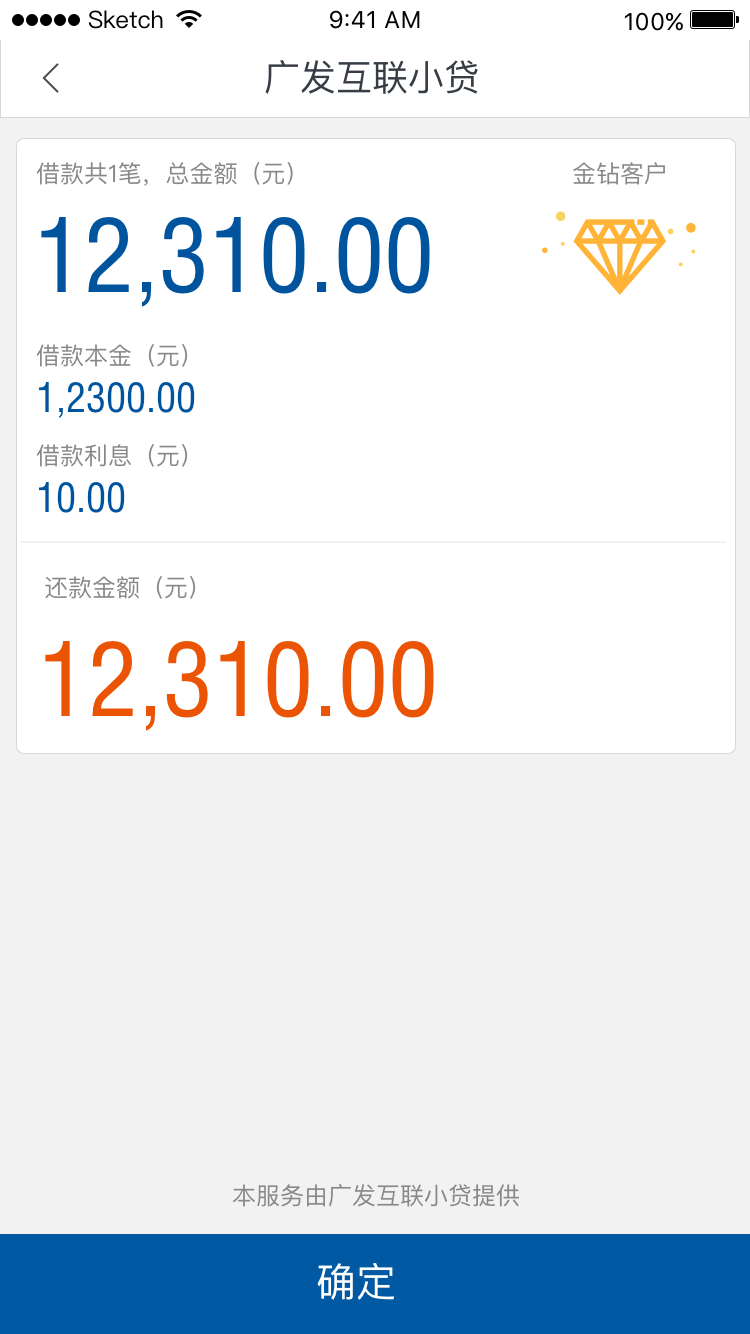 Sketch 9:41 AM 100%
广发互联小贷
借款共1笔，总金额（元） 金钻客户
12,310.00
借款本金（元）
1,2300.00
借款利息（元）
10.00
还款金额（元）
12,310.00
本服务由广发互联小贷提供
确定